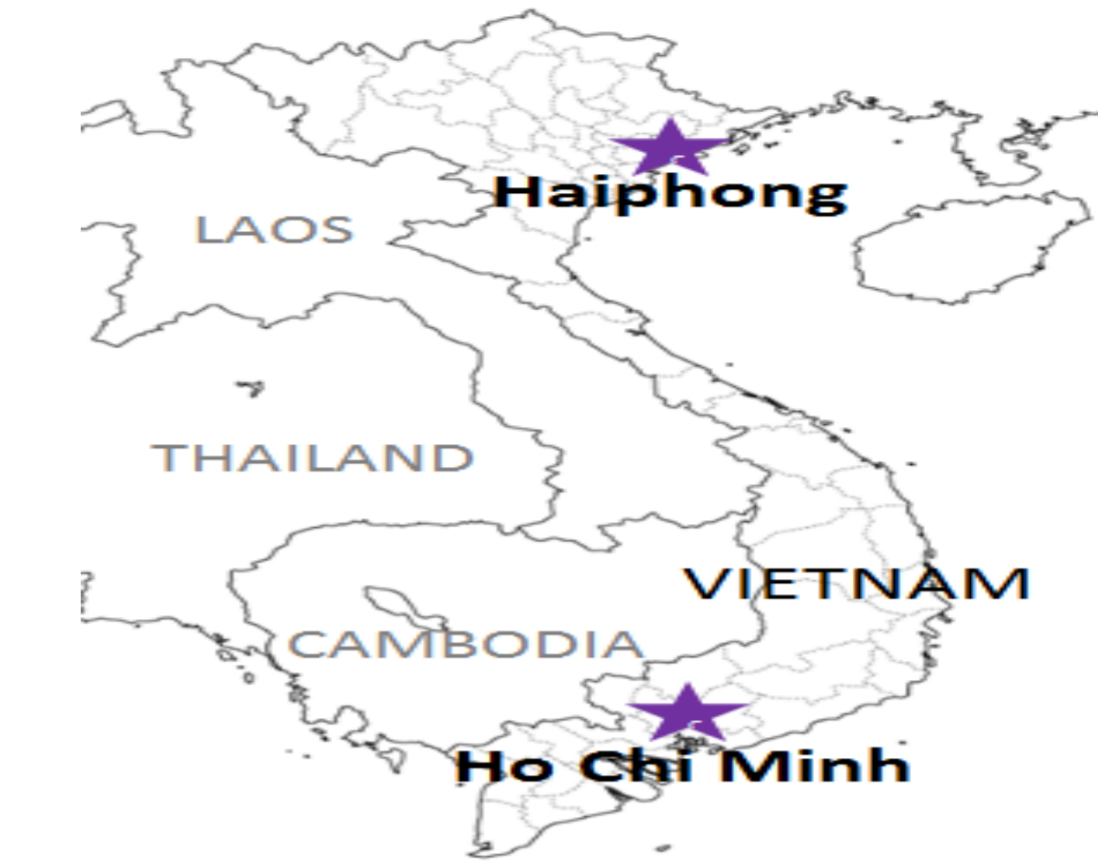 Haiphong
LAOS
THAILAND
VIETNAM
CAMBODIA
Ho Chi Minh